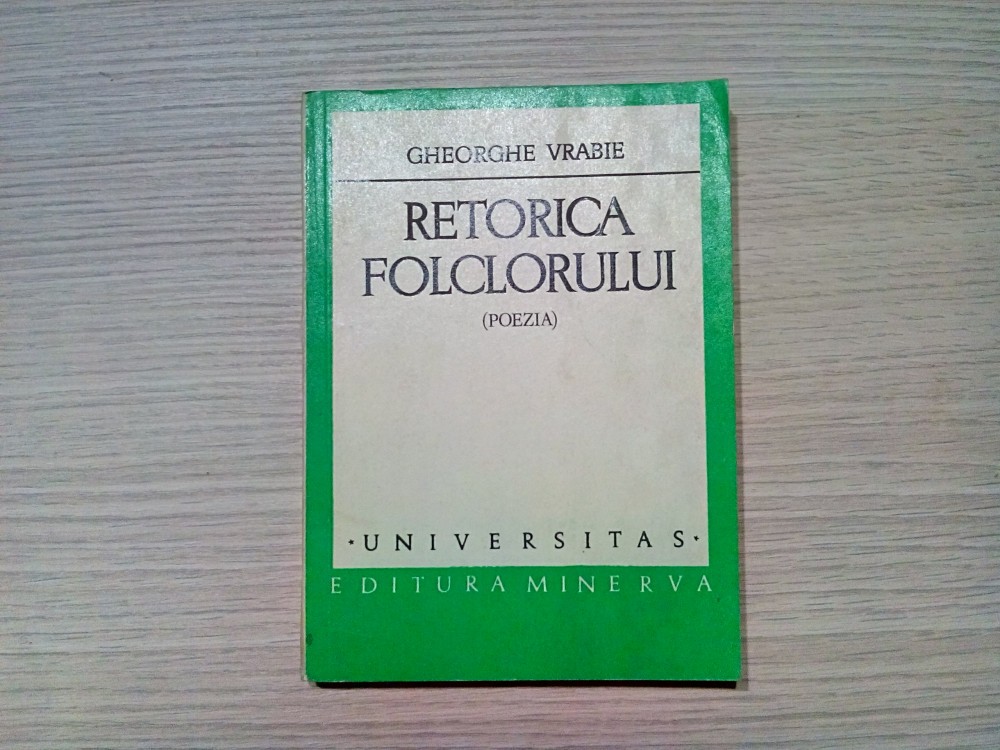 GHEORGHE VRABIE
RETORICA
FOLCLORULUI
(POEZIA)
· UNIVERSITAS ·
EDITURA MINERVA